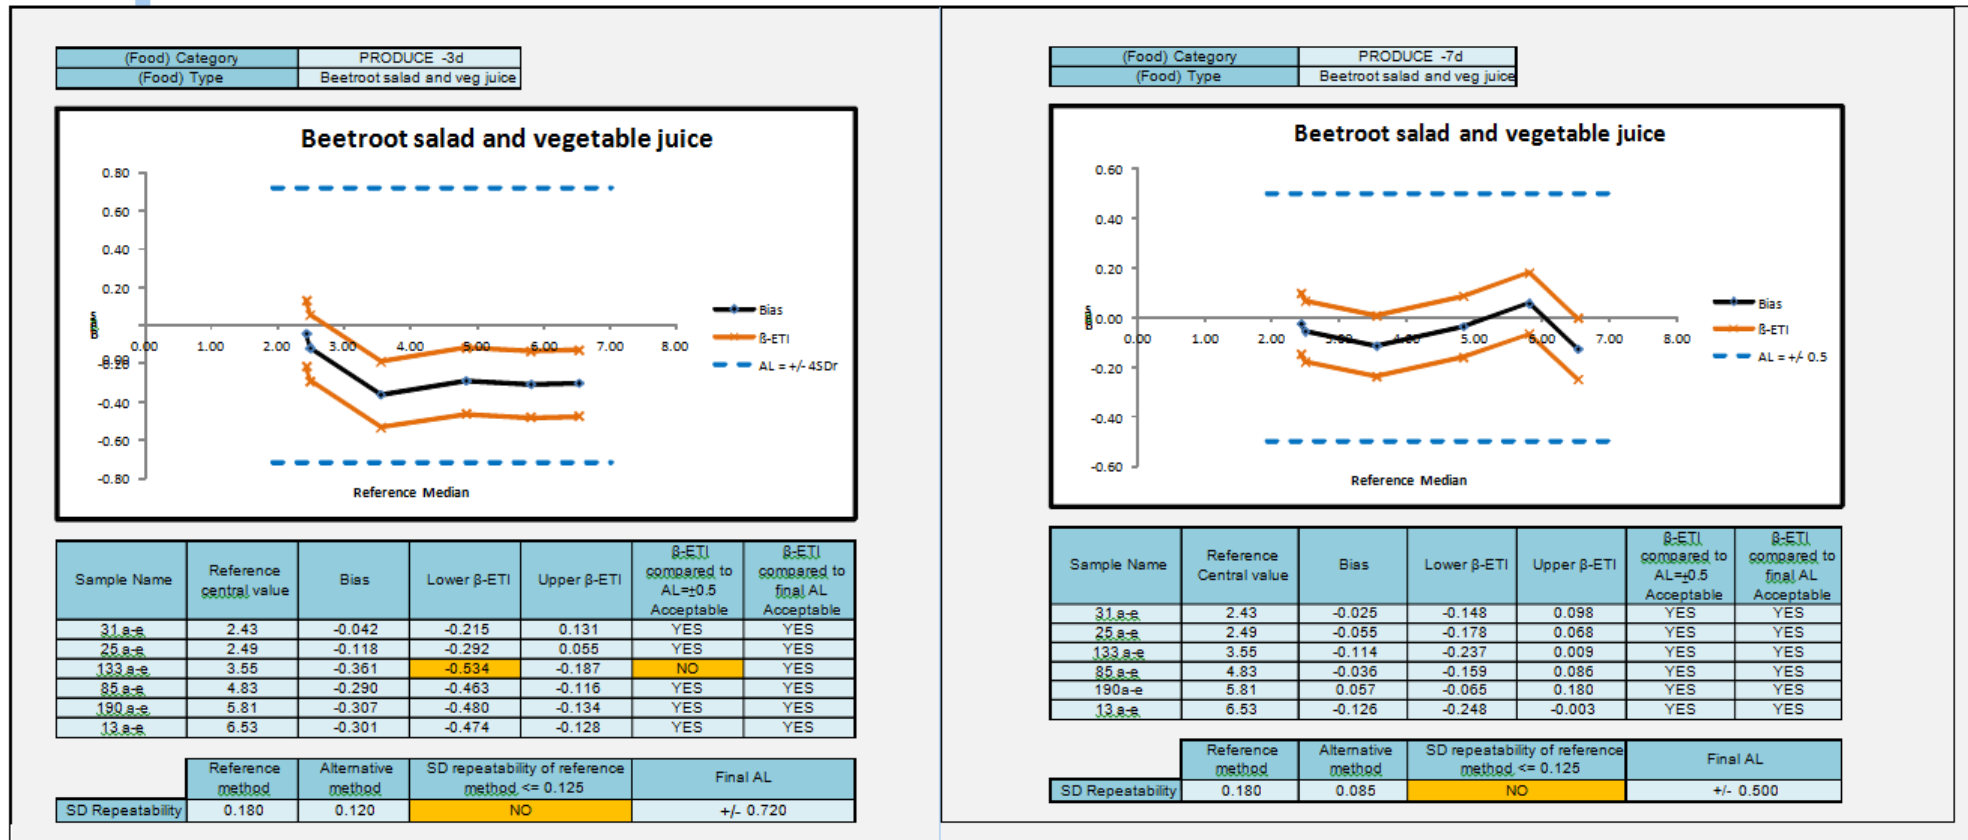 (Food) Category PRODUCE -3d
(Food) Type Beetroot salad and veg juice
Beetroot salad and vegetable juice
0.80
0.60
0.40
0.20
0.00
-0.20
-0.40
-0.60
-0.80
0.00 1.00 2.00 3.00 4.00 5.00 6.00 7.00 8.00
Bias
β-ETI
AL = +/- 4SDr
Reference Median
Sample Name Reference central value Bias Lower β-ETI Upper β-ETI β-ETI compared to AL=±0.5 Acceptable β-ETI compared to final AL Acceptable
31 a-e 2.43 -0.042 -0.215 0.131 YES YES
25 a-e 2.49 -0.118 -0.292 0.055 YES YES
133 a-e 3.55 -0.361 -0.534 -0.187 NO YES
85 a-e 4.83 -0.290 -0.463 -0.116 YES YES
190 a-e 5.81 -0.307 -0.480 -0.134 YES YES
13 a-e 6.53 -0.301 -0.474 -0.128 YES YES
Reference method Alternative method SD repeatability of reference method <= 0.125 Final AL
SD Repeatability 0.180 0.120 NO +/- 0.720
(Food) Category PRODUCE -7d
(Food) Type Beetroot salad and veg juice
Beetroot salad and vegetable juice
0.60
0.40
0.20
0.00
-0.20
-0.40
-0.60
0.00 1.00 2.00 3.00 4.00 5.00 6.00 7.00 8.00
Bias
β-ETI
AL = +/- 0.5
Reference Median
Sample Name Reference Central value Bias Lower β-ETI Upper β-ETI β-ETI compared to AL=±0.5 Acceptable β-ETI compared to final AL Acceptable
31 a-e 2.43 -0.025 -0.148 0.098 YES YES
25 a-e 2.49 -0.055 -0.178 0.068 YES YES
133 a-e 3.55 -0.114 -0.237 0.009 YES YES
85 a-e 4.83 -0.036 -0.159 0.086 YES YES
190a-e 5.81 0.057 -0.065 0.180 YES YES
13 a-e 6.53 -0.126 -0.248 -0.003 YES YES
Reference method Alternative method SD repeatability of reference method <= 0.125 Final AL
SD Repeatability 0.180 0.085 NO +/- 0.500